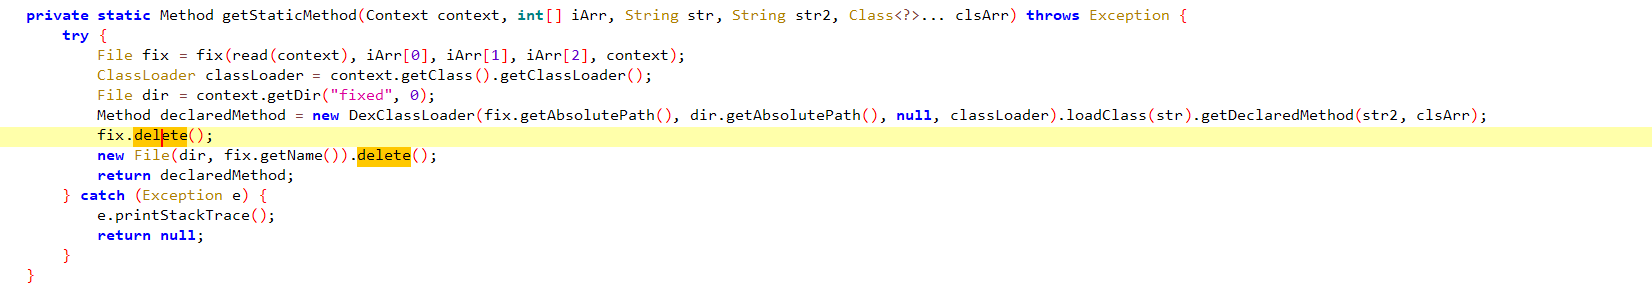 private static Method getStaticMethod(Context context, int[] iArr, String str, String str2, Class<?>... clsArr) throws Exception {
    try {
        File fix = fix(read(context), iArr[0], iArr[1], iArr[2], context);
        ClassLoader classLoader = context.getClass().getClassLoader();
        File dir = context.getDir("fixed", 0);
        Method declaredMethod = new DexClassLoader(fix.getAbsolutePath(), dir.getAbsolutePath(), null, classLoader).loadClass(str).getDeclaredMethod(str2, clsArr);
        fix.delete();
        new File(dir, fix.getName()).delete();
        return declaredMethod;
    } catch (Exception e) {
        e.printStackTrace();
        return null;
    }
}